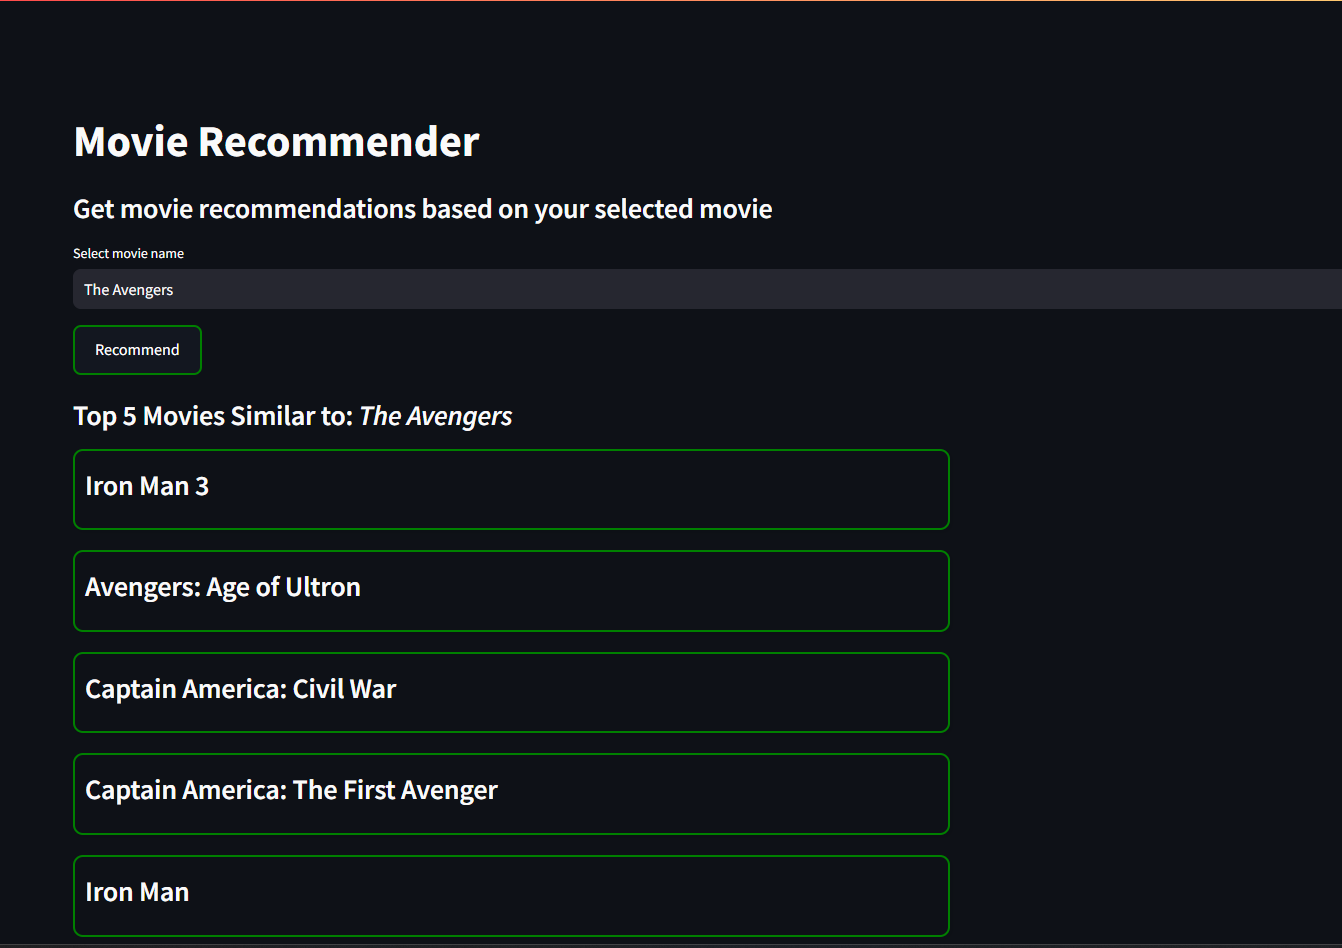 Movie Recommender
Get movie recommendations based on your selected movie
Select movie name
The Avengers
Recommend
Top 5 Movies Similar to: The Avengers
Iron Man 3
Avengers: Age of Ultron
Captain America: Civil War
Captain America: The First Avenger
Iron Man